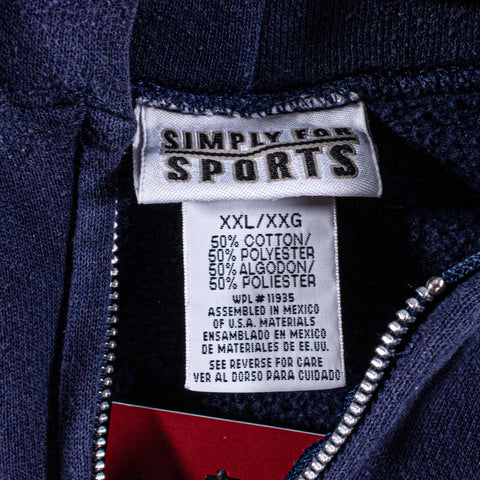 SIMPLY FOR
SPORTS
XXL/XXG
50% COTTON/
50% POLYESTER
50% ALGODON/
50% POLIESTER
WPL # 11935
ASSEMBLED IN MEXICO
OF U.S.A. MATERIALS
ENSAMBLADO EN MEXICO
DE MATERIALES DE EE.UU.
SEE REVERSE FOR CARE
VER AL DORSO PARA CUIDADO